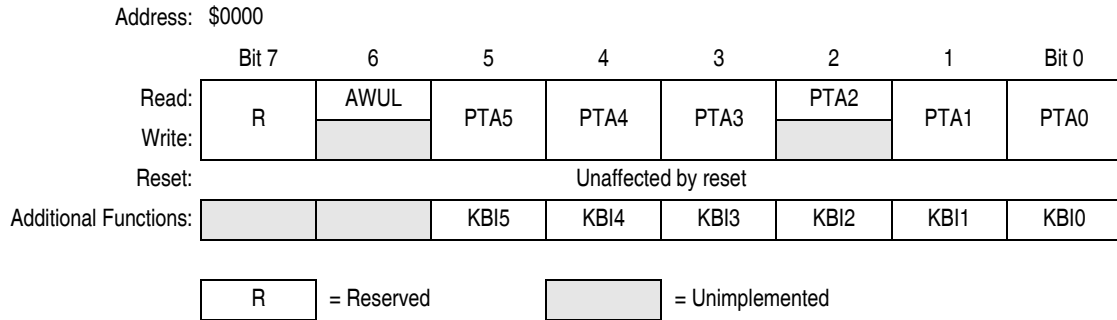 Address: $0000
Bit 7 6 5 4 3 2 1 Bit 0
Read: R AWUL PTA5 PTA4 PTA3 PTA2 PTA1 PTA0
Write:
Reset: Unaffected by reset
Additional Functions: KBI5 KBI4 KBI3 KBI2 KBI1 KBI0
R = Reserved = Unimplemented